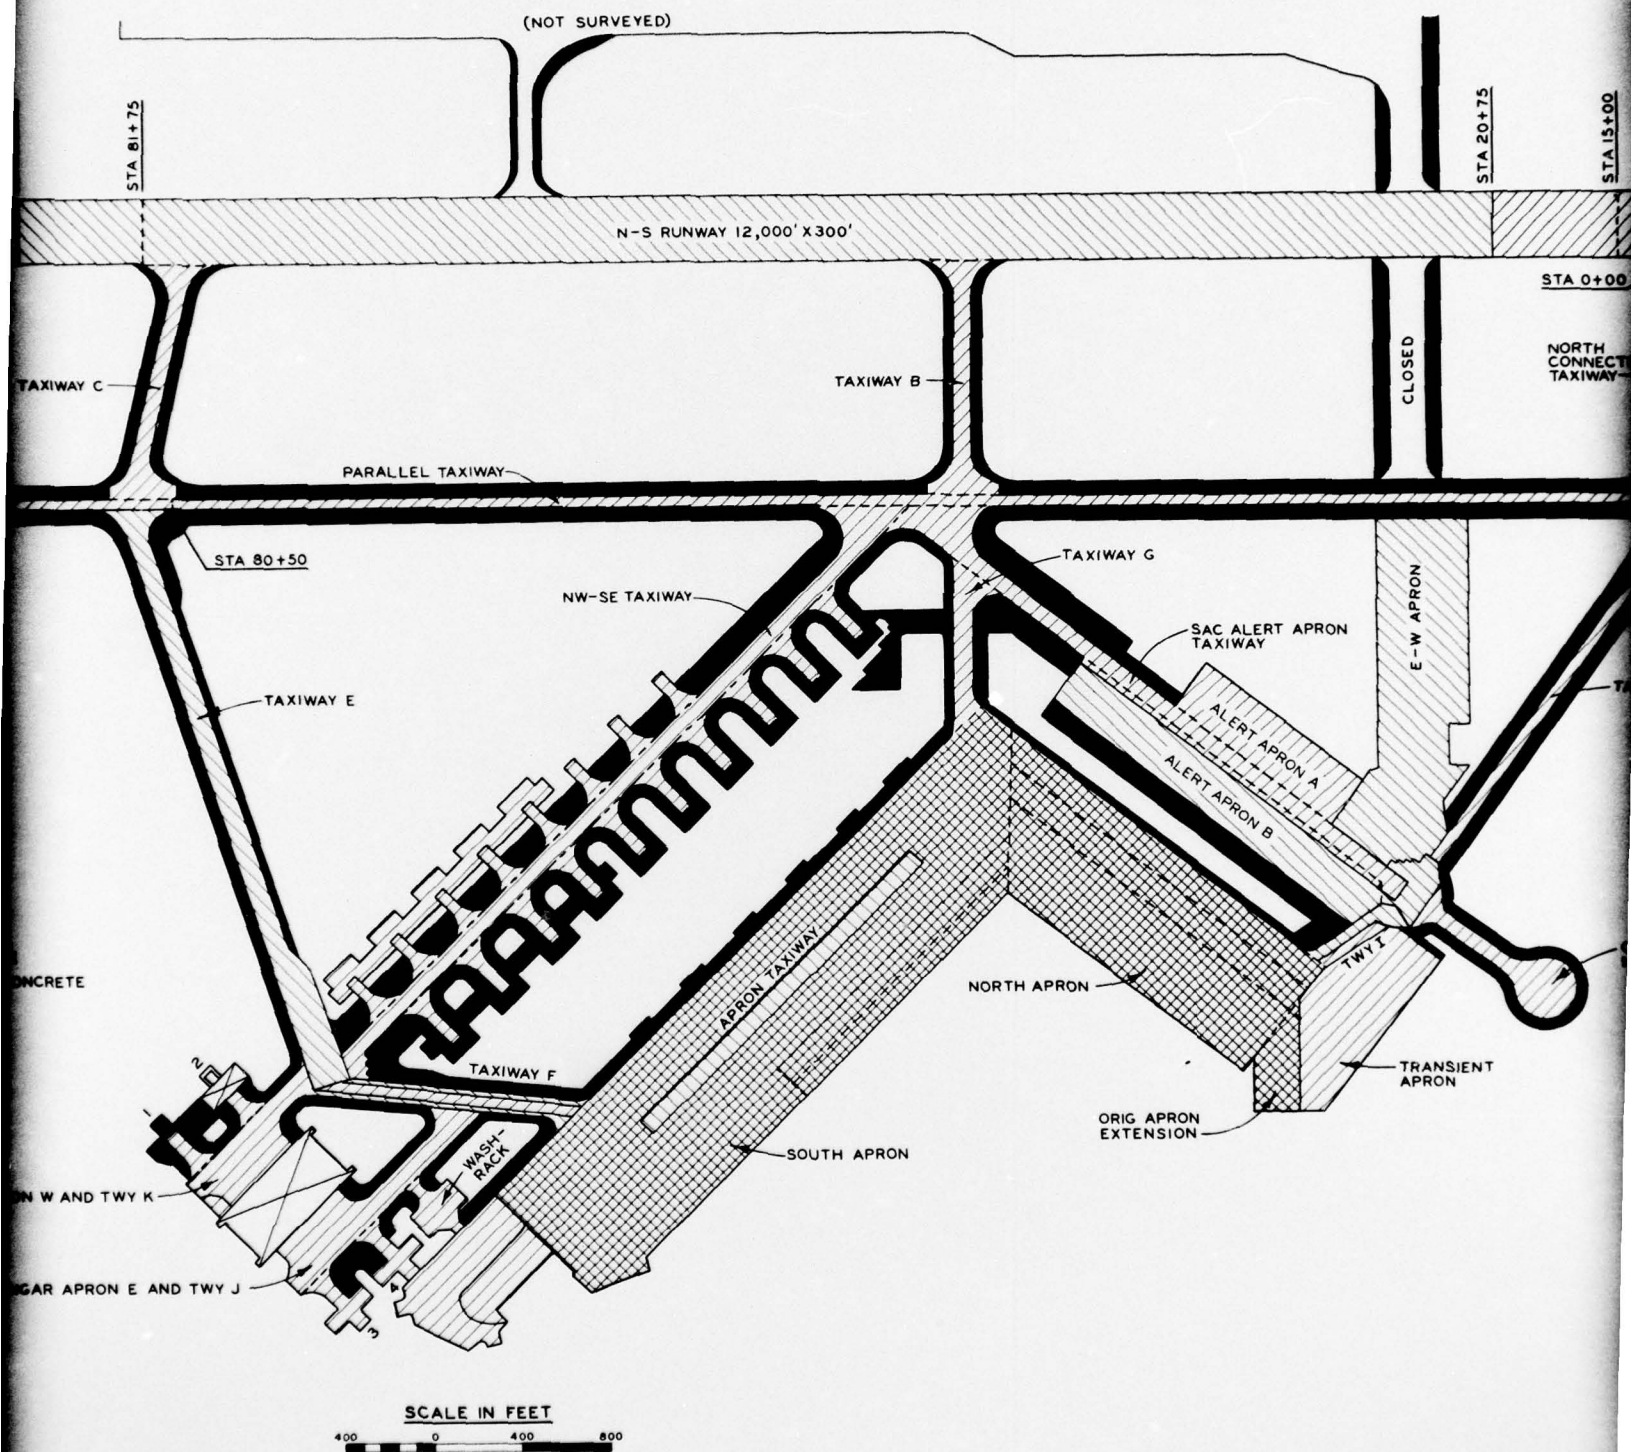 (NOT SURVEYED)
STA 81+75
STA 20+75
STA 15+00
N-S RUNWAY 12,000' X 300'
STA 0+00
TAXIWAY C
TAXIWAY B
CLOSED
NORTH
CONNECT
TAXIWAY
PARALLEL TAXIWAY
STA 80+50
NW-SE TAXIWAY
TAXIWAY G
E-W APRON
SAC ALERT APRON
TAXIWAY
TAXIWAY E
ALERT APRON A
ALERT APRON B
APRON TAXIWAY
NORTH APRON
TWY I
ONCRETE
TAXIWAY F
TRANSIENT
APRON
ORIG APRON
EXTENSION
2
1
WASH-
RACK
SOUTH APRON
N W AND TWY K
GAR APRON E AND TWY J
4
3
SCALE IN FEET
400 0 400 800